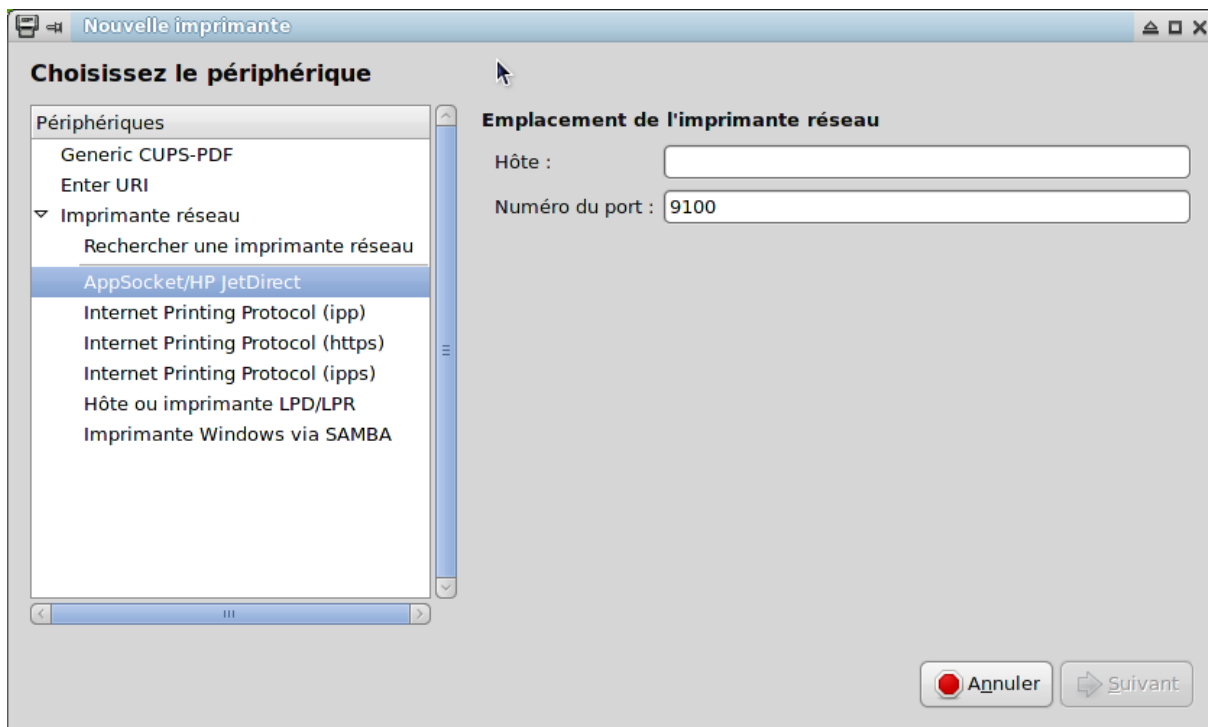 Nouvelle imprimante
Choisissez le périphérique
Périphériques
Generic CUPS-PDF
Enter URI
Imprimante réseau
Rechercher une imprimante réseau
AppSocket/HP JetDirect
Internet Printing Protocol (ipp)
Internet Printing Protocol (https)
Internet Printing Protocol (ipps)
Hôte ou imprimante LPD/LPR
Imprimante Windows via SAMBA
Emplacement de l'imprimante réseau
Hôte :
Numéro du port : 9100
Annuler Suivant